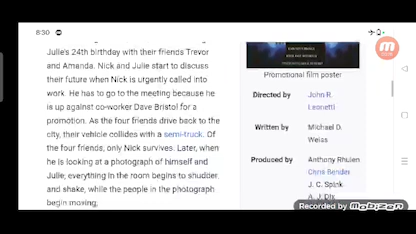 8:30
Julie's 24th birthday with their friends Trevor
and Amanda. Nick and Julie start to discuss
their future when Nick is urgently called into
work. He has to go to the meeting because he
is up against co-worker Dave Bristol for a
promotion. As the four friends drive back to the
city, their vehicle collides with a semi-truck. Of
the four friends, only Nick survives. Later, when
he is looking at a photograph of himself and
Julie, everything in the room begins to shudder
and shake, while the people in the photograph
begin moving.
Promotional film poster
Directed by John R.
Leonetti
Written by Michael D.
Weiss
Produced by Anthony Rhulen
Chris Bender
J. C. Spink
A. J. Dix
Recorded by Mobizen